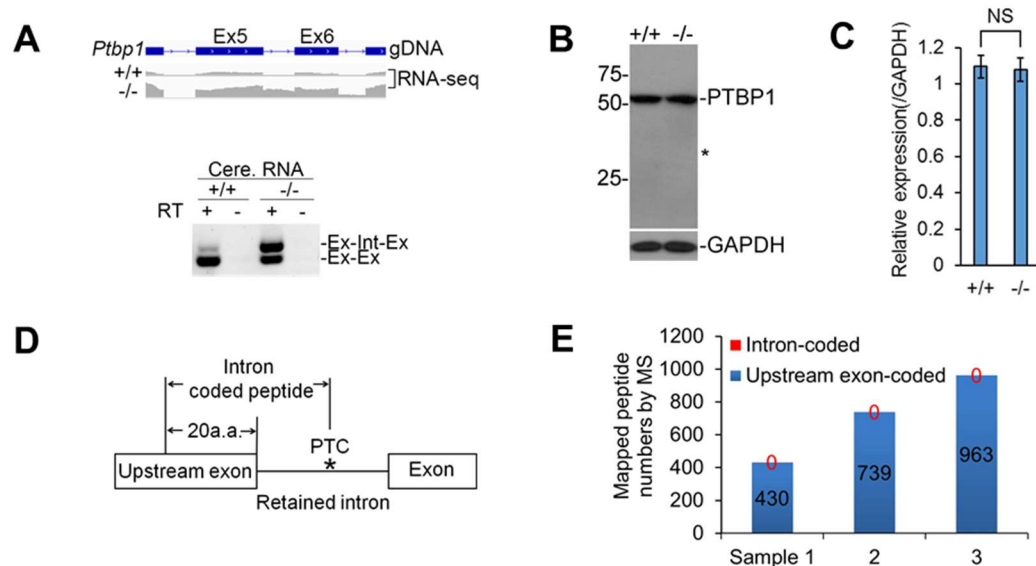 A
Ex5 Ex6
Ptbp1 gDNA
+/+
-/-
RNA-seq
Cere. RNA
+/+ -/-
RT + - + -
-Ex-Int-Ex
-Ex-Ex
B
+/+ -/-
75-
50- -PTBP1
*
25-
-GAPDH
C
NS
Relative expression(/GAPDH)
1.2
1
0.8
0.6
0.4
0.2
0
+/+ -/-
D
Intron
coded peptide
20a.a.
PTC
*
Upstream exon Exon
Retained intron
E
Mapped peptide
numbers by MS
1200
1000
800
600
400
200
0
Intron-coded
Upstream exon-coded
0 0 0
430 739 963
Sample 1 2 3